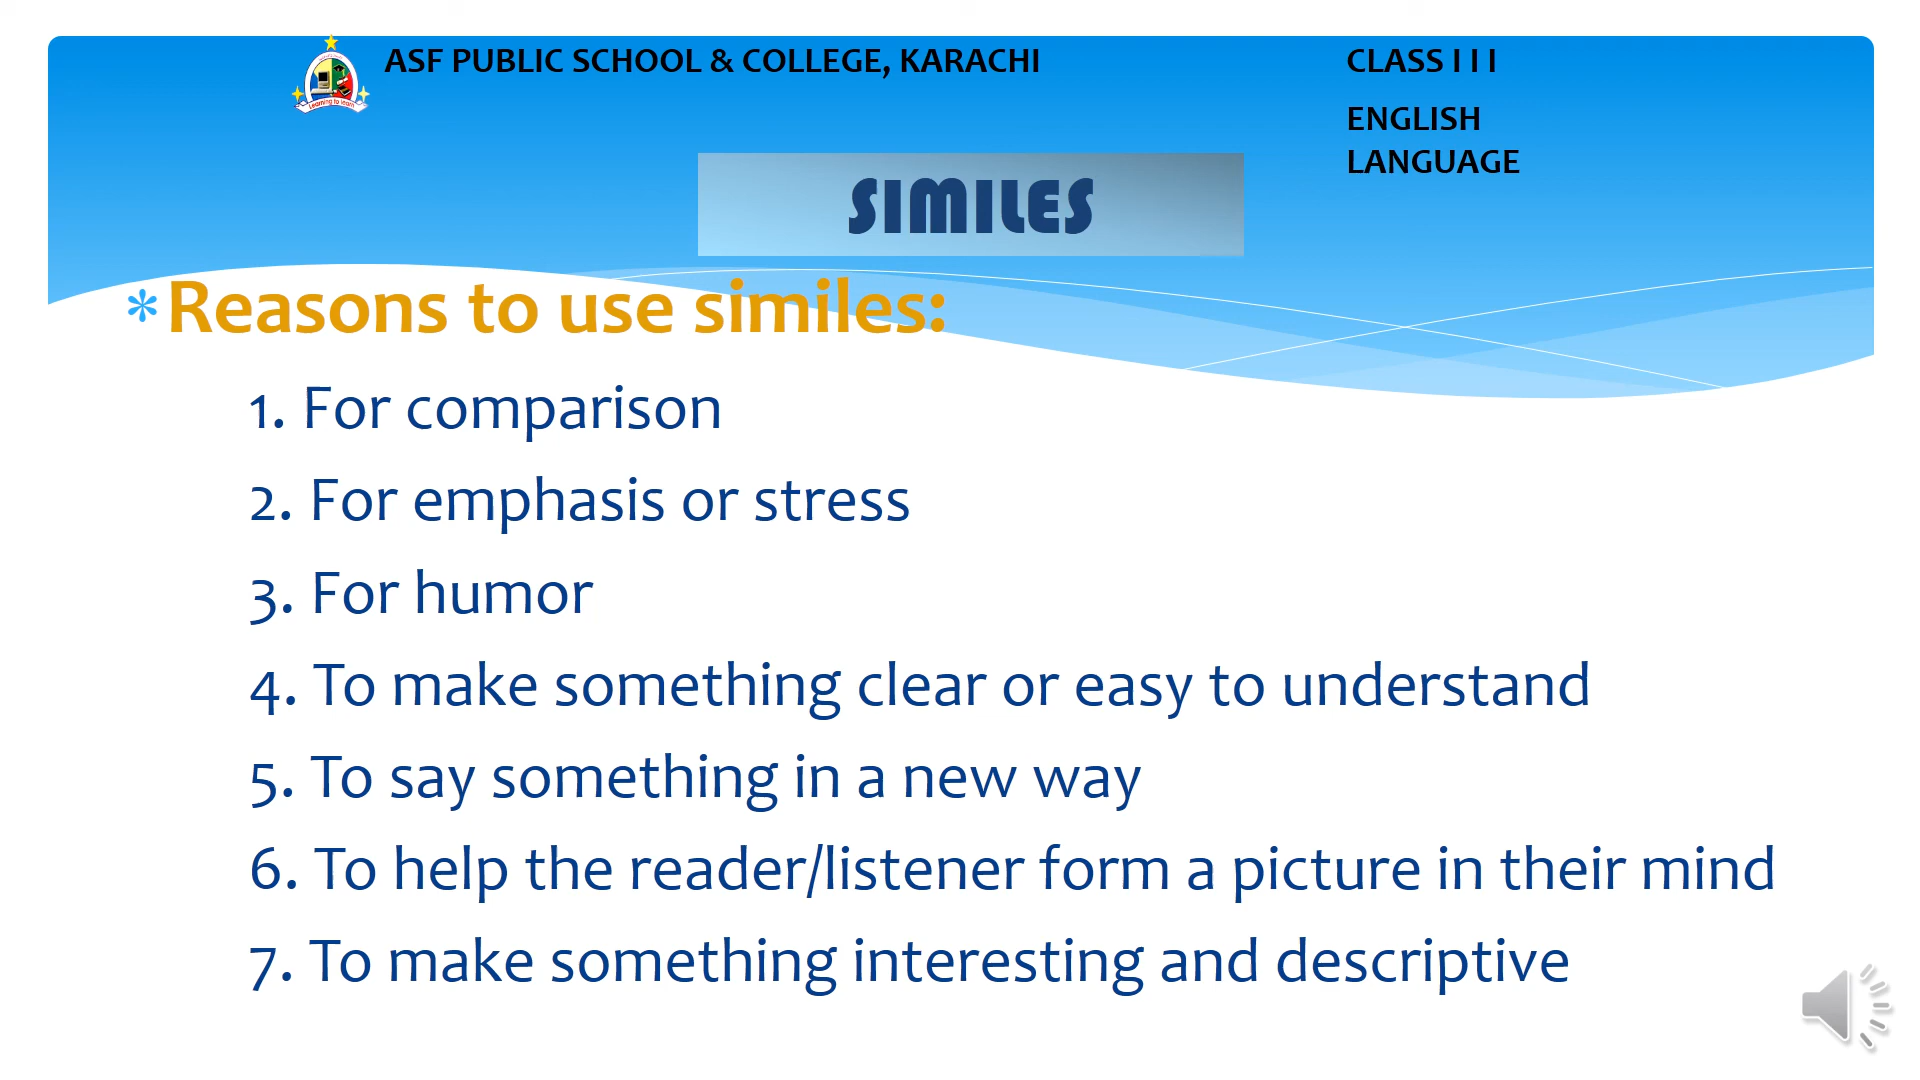 ASF PUBLIC SCHOOL & COLLEGE, KARACHI
CLASS I I I
ENGLISH
LANGUAGE
Learning to learn
SIMILES
* Reasons to use similes:
1. For comparison
2. For emphasis or stress
3. For humor
4. To make something clear or easy to understand
5. To say something in a new way
6. To help the reader/listener form a picture in their mind
7. To make something interesting and descriptive